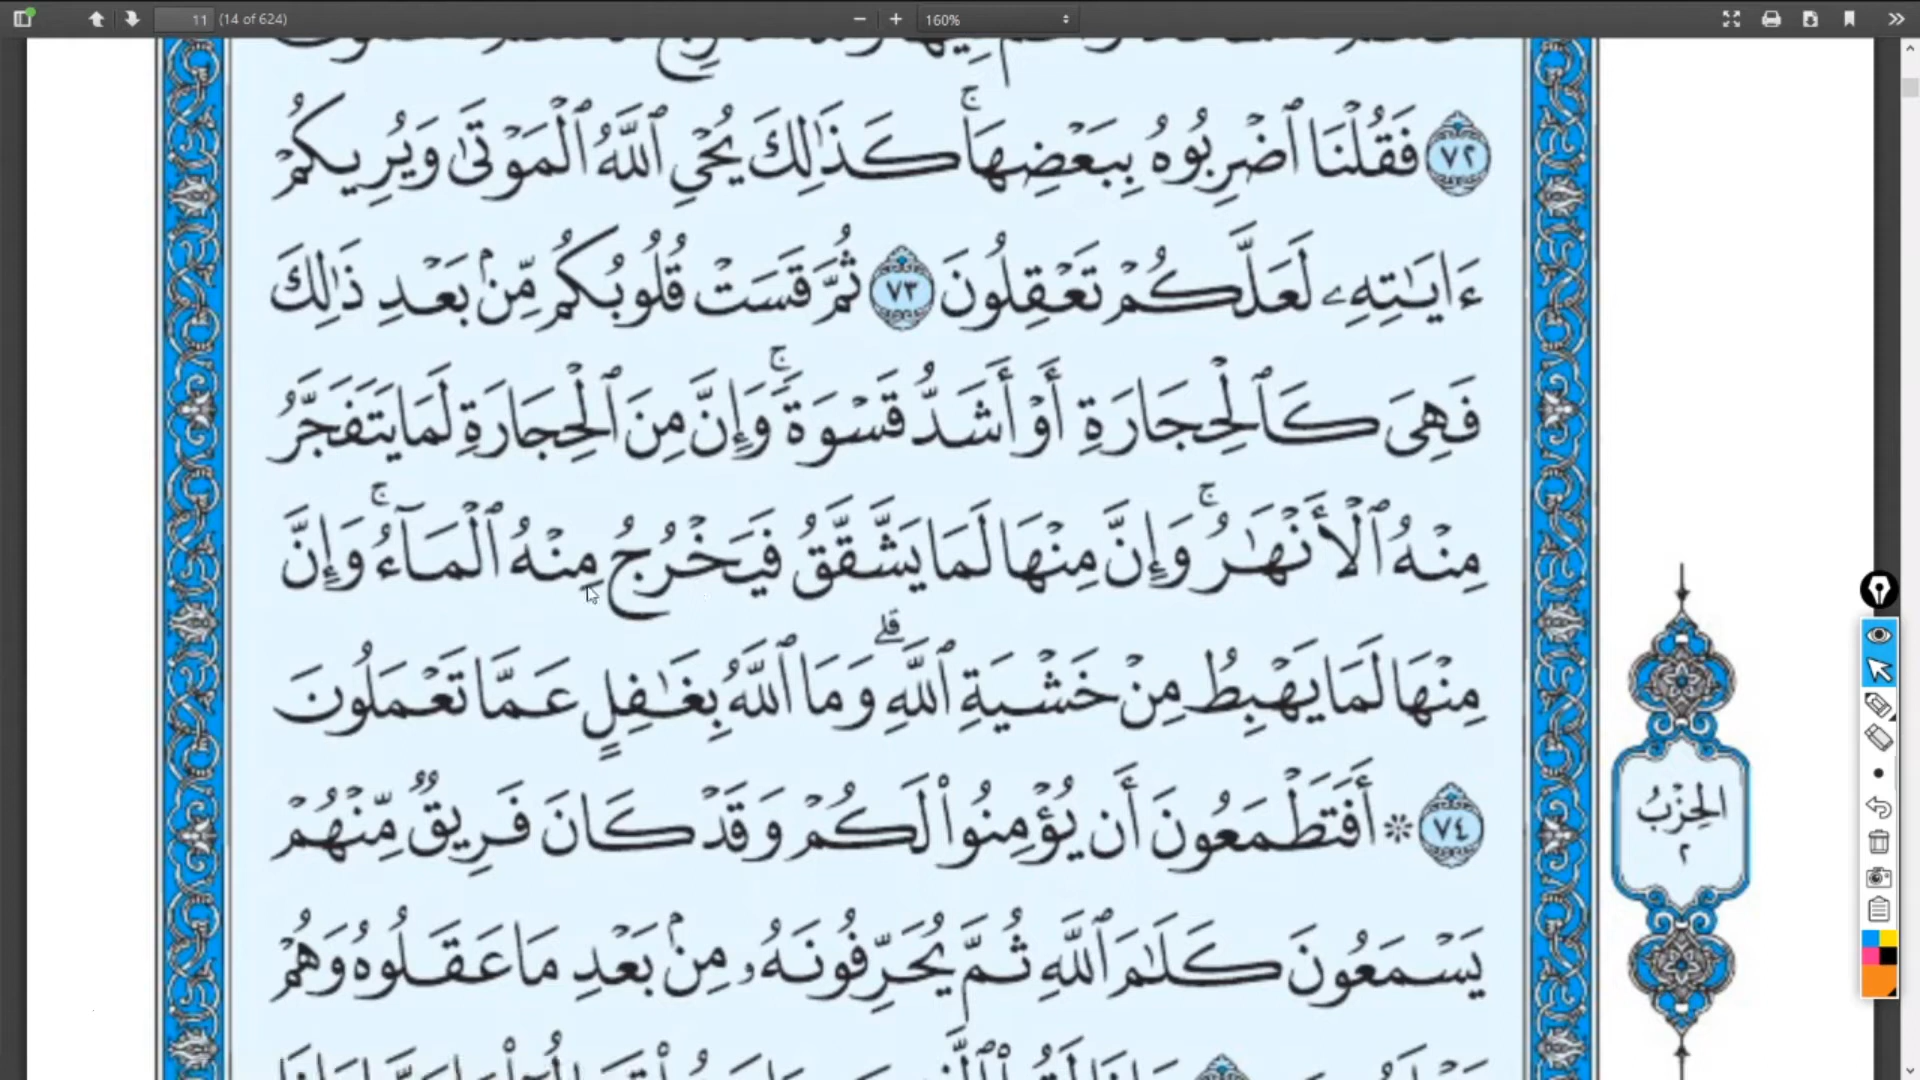 11 (14 of 624) 160%
٧٢ فَقُلْنَا ٱضْرِبُوهُ بِبَعْضِهَا ۚ كَذَٰلِكَ يُحْيِ ٱللَّهُ ٱلْمَوْتَىٰ وَيُرِيكُمْ
ءَايَـٰتِهِۦ لَعَلَّكُمْ تَعْقِلُونَ ٧٣ ثُمَّ قَسَتْ قُلُوبُكُم مِّنۢ بَعْدِ ذَٰلِكَ
فَهِىَ كَٱلْحِجَارَةِ أَوْ أَشَدُّ قَسْوَةً ۚ وَإِنَّ مِنَ ٱلْحِجَارَةِ لَمَا يَتَفَجَّرُ
مِنْهُ ٱلْأَنْهَـٰرُ ۚ وَإِنَّ مِنْهَا لَمَا يَشَّقَّقُ فَيَخْرُجُ مِنْهُ ٱلْمَآءُ ۚ وَإِنَّ
مِنْهَا لَمَا يَهْبِطُ مِنْ خَشْيَةِ ٱللَّهِ ۗ وَمَا ٱللَّهُ بِغَـٰفِلٍ عَمَّا تَعْمَلُونَ
٧٤ ۞ أَفَتَطْمَعُونَ أَن يُؤْمِنُوا۟ لَكُمْ وَقَدْ كَانَ فَرِيقٌ مِّنْهُمْ
يَسْمَعُونَ كَلَـٰمَ ٱللَّهِ ثُمَّ يُحَرِّفُونَهُۥ مِنۢ بَعْدِ مَا عَقَلُوهُ وَهُمْ
الحِزْبُ
٢